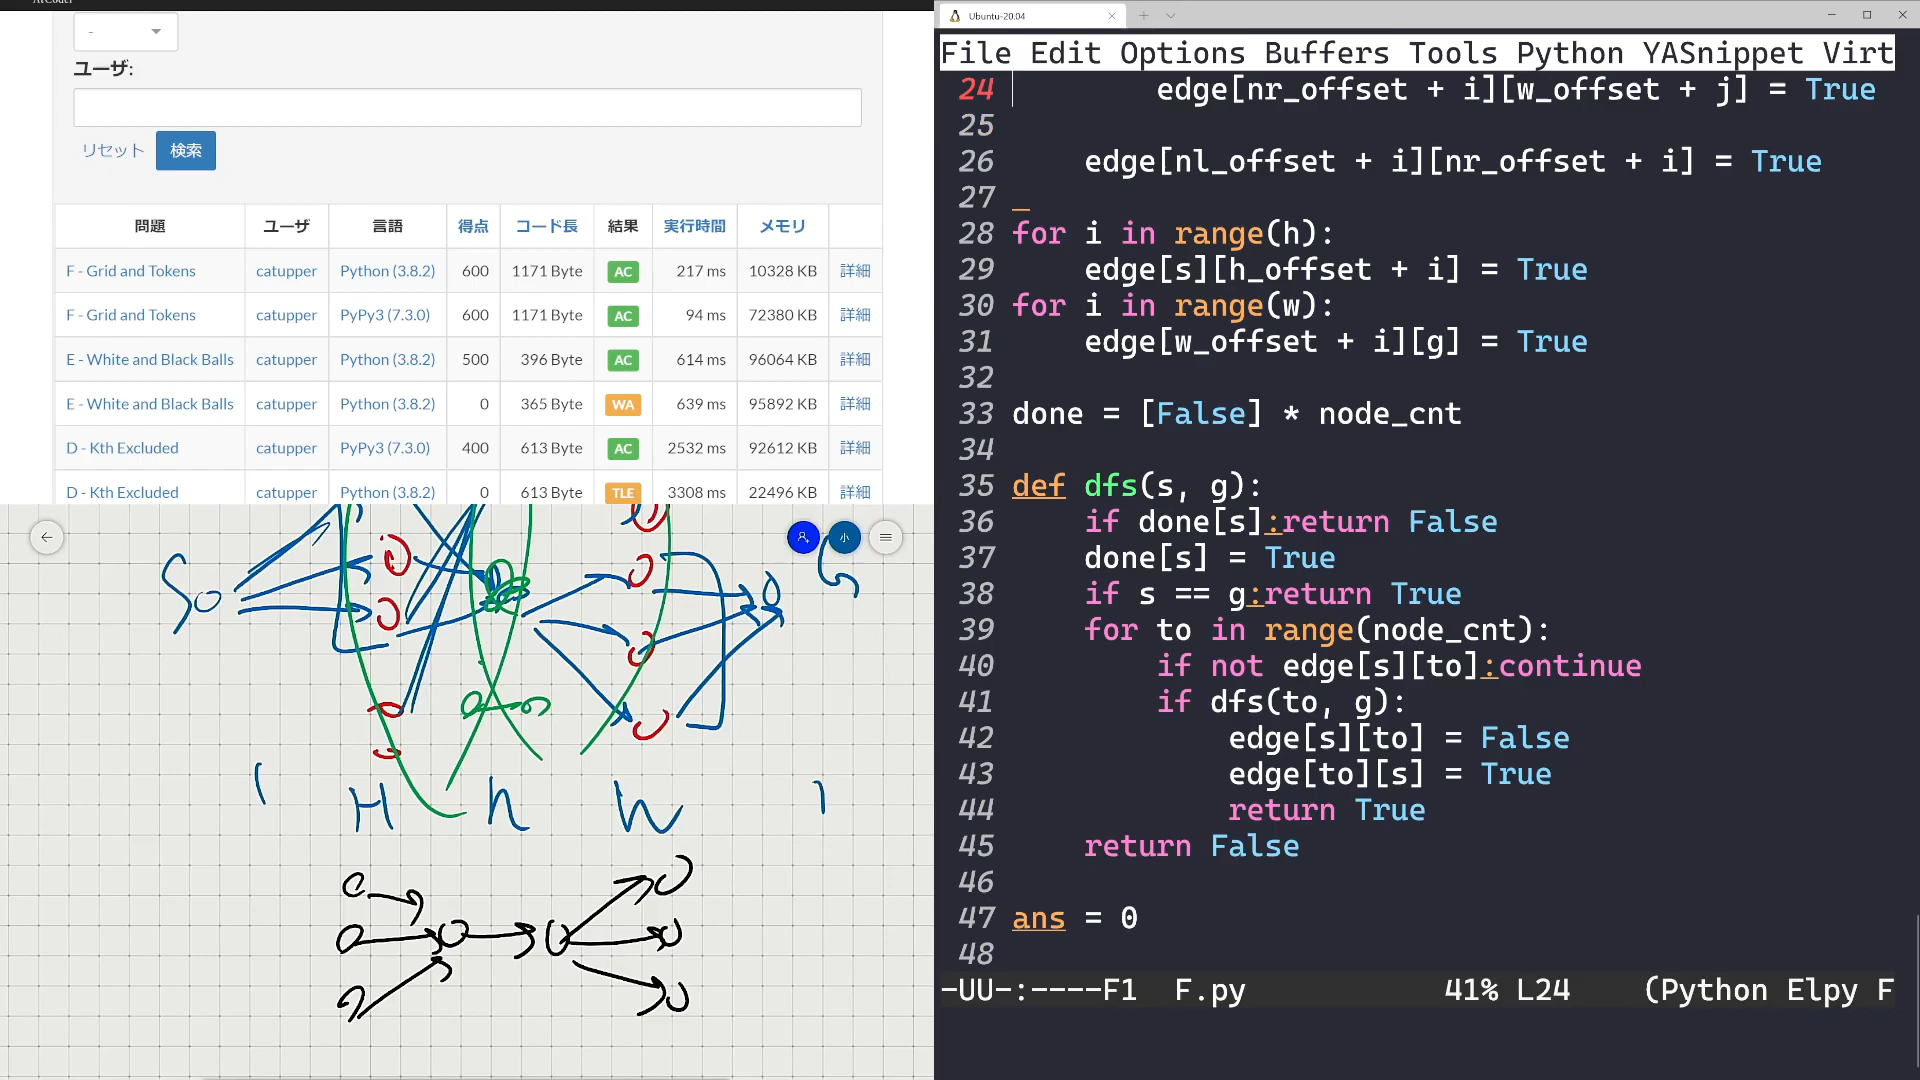 AtCoder
-
ユーザ:
リセット 検索
問題 ユーザ 言語 得点 コード長 結果 実行時間 メモリ
F - Grid and Tokens catupper Python (3.8.2) 600 1171 Byte AC 217 ms 10328 KB 詳細
F - Grid and Tokens catupper PyPy3 (7.3.0) 600 1171 Byte AC 94 ms 72380 KB 詳細
E - White and Black Balls catupper Python (3.8.2) 500 396 Byte AC 614 ms 96064 KB 詳細
E - White and Black Balls catupper Python (3.8.2) 0 365 Byte WA 639 ms 95892 KB 詳細
D - Kth Excluded catupper PyPy3 (7.3.0) 400 613 Byte AC 2532 ms 92612 KB 詳細
D - Kth Excluded catupper Python (3.8.2) 0 613 Byte TLE 3308 ms 22496 KB 詳細
小
S
1 H n W 1
Ubuntu-20.04
File Edit Options Buffers Tools Python YASnippet Virt
24 edge[nr_offset + i][w_offset + j] = True
25
26 edge[nl_offset + i][nr_offset + i] = True
27
28 for i in range(h):
29 edge[s][h_offset + i] = True
30 for i in range(w):
31 edge[w_offset + i][g] = True
32
33 done = [False] * node_cnt
34
35 def dfs(s, g):
36 if done[s]:return False
37 done[s] = True
38 if s == g:return True
39 for to in range(node_cnt):
40 if not edge[s][to]:continue
41 if dfs(to, g):
42 edge[s][to] = False
43 edge[to][s] = True
44 return True
45 return False
46
47 ans = 0
48
-UU-:----F1 F.py 41% L24 (Python Elpy F